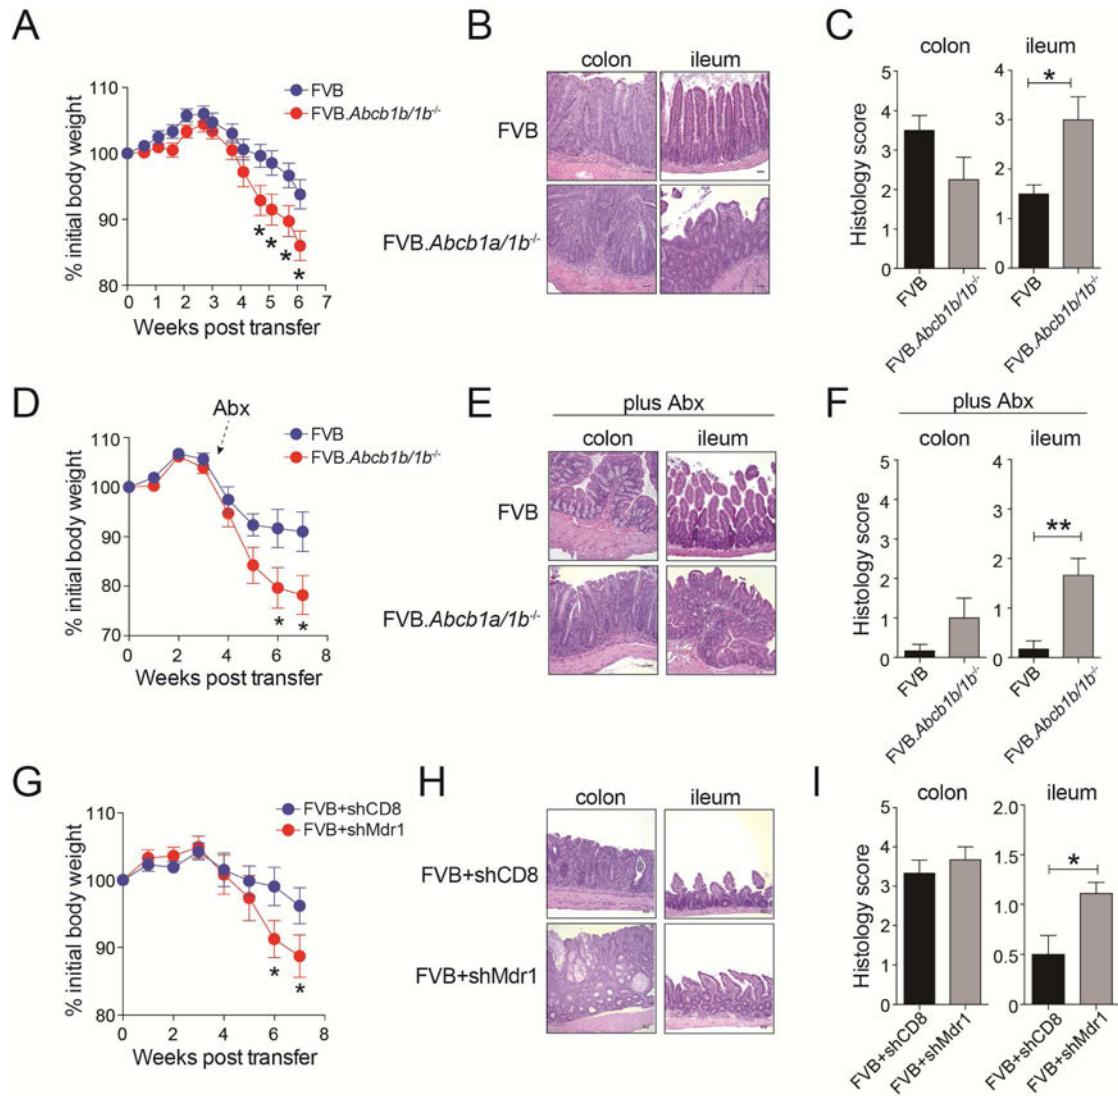 A
% initial body weight
110
100
90
80
0 1 2 3 4 5 6 7
Weeks post transfer
FVB
FVB.Abcb1b/1b-/-
*
*
*
*
B
colon ileum
FVB
FVB.Abcb1a/1b-/-
C
colon ileum
Histology score
5
4
3
2
1
0
4
3
2
1
0
*
FVB
FVB.Abcb1b/1b-/-
FVB
FVB.Abcb1b/1b-/-
D
Abx
% initial body weight
110
100
90
80
70
0 2 4 6 8
Weeks post transfer
FVB
FVB.Abcb1b/1b-/-
* *
E
plus Abx
colon ileum
FVB
FVB.Abcb1a/1b-/-
F
plus Abx
colon ileum
Histology score
5
4
3
2
1
0
4
3
2
1
0
**
FVB
FVB.Abcb1b/1b-/-
FVB
FVB.Abcb1b/1b-/-
G
% initial body weight
110
100
90
80
0 2 4 6 8
Weeks post transfer
FVB+shCD8
FVB+shMdr1
* *
H
colon ileum
FVB+shCD8
FVB+shMdr1
I
colon ileum
Histology score
5
4
3
2
1
0
2.0
1.5
1.0
0.5
0.0
*
FVB+shCD8
FVB+shMdr1
FVB+shCD8
FVB+shMdr1